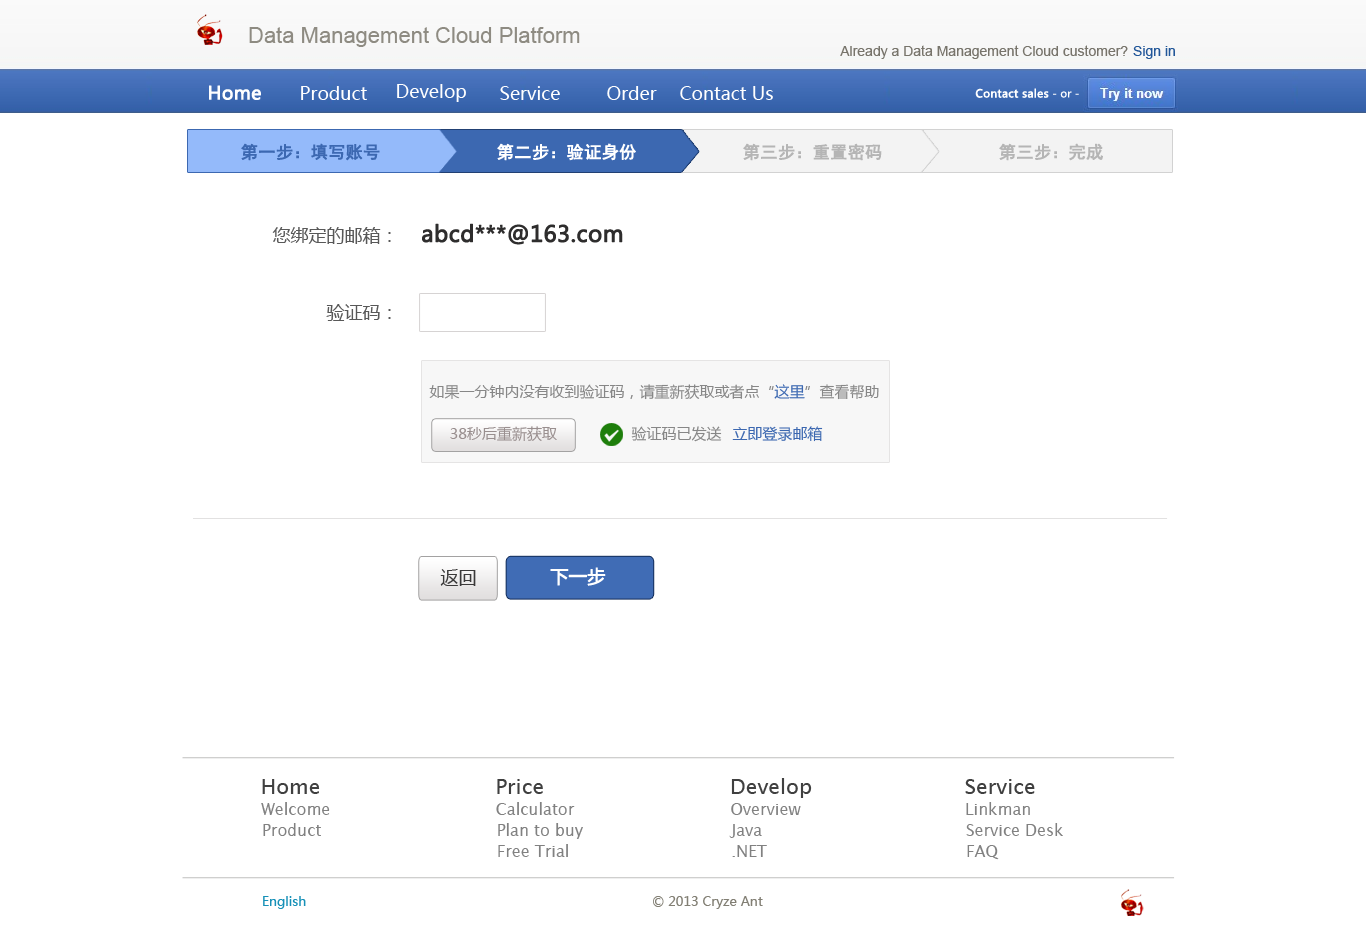 Data Management Cloud Platform
Already a Data Management Cloud customer? Sign in
Home Product Develop Service Order Contact Us Contact sales - or - Try it now
第一步：填写账号 第二步：验证身份 第三步：重置密码 第三步：完成
您绑定的邮箱： abcd***@163.com
验证码：
如果一分钟内没有收到验证码，请重新获取或者点“这里”查看帮助
38秒后重新获取 验证码已发送 立即登录邮箱
返回 下一步
Home Price Develop Service
Welcome Calculator Overview Linkman
Product Plan to buy Java Service Desk
Free Trial .NET FAQ
English © 2013 Cryze Ant